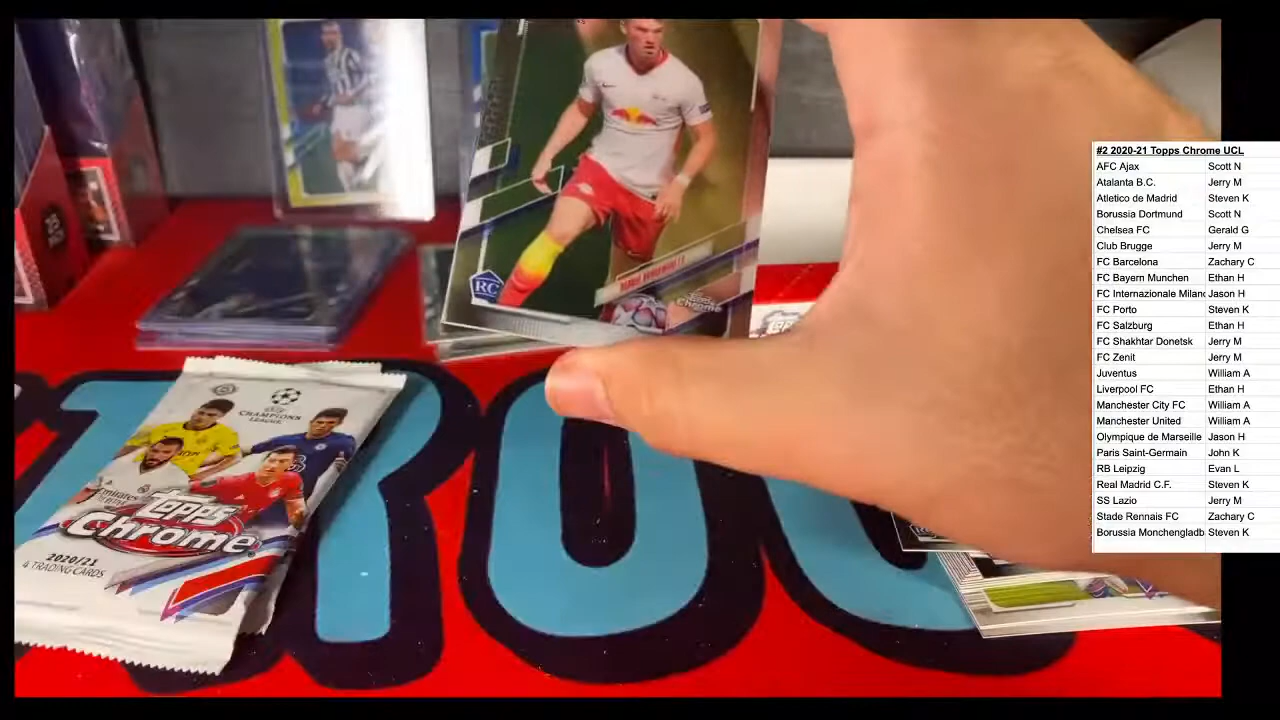 #2 2020-21 Topps Chrome UCL
AFC Ajax Scott N
Atalanta B.C. Jerry M
Atletico de Madrid Steven K
Borussia Dortmund Scott N
Chelsea FC Gerald G
Club Brugge Jerry M
FC Barcelona Zachary C
FC Bayern Munchen Ethan H
FC Internazionale Milano Jason H
FC Porto Steven K
FC Salzburg Ethan H
FC Shakhtar Donetsk Jerry M
FC Zenit Jerry M
Juventus William A
Liverpool FC Ethan H
Manchester City FC William A
Manchester United William A
Olympique de Marseille Jason H
Paris Saint-Germain John K
RB Leipzig Evan L
Real Madrid C.F. Steven K
SS Lazio Jerry M
Stade Rennais FC Zachary C
Borussia Monchengladb Steven K
RC
Topps
Chrome
CHAMPIONS
LEAGUE
Emirates
Topps
Chrome
2020/21
4 TRADING CARDS